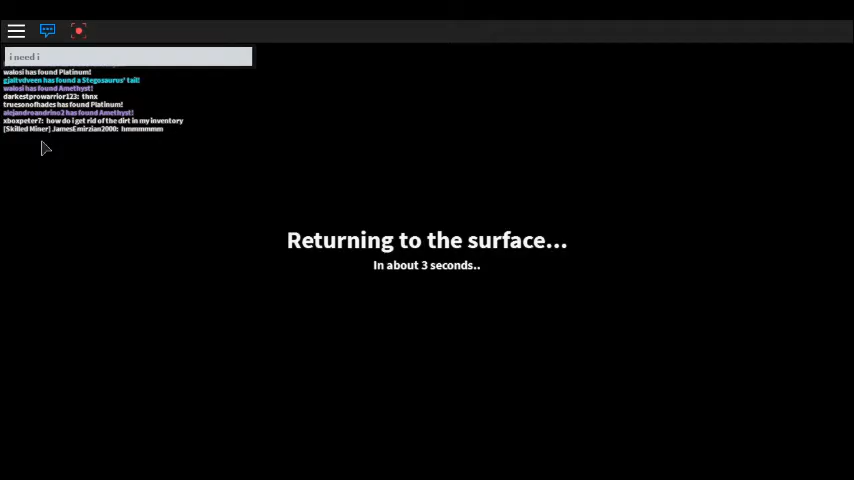 i need i
walosi has found Platinum!
gjaltvdveen has found a Stegosaurus' tail!
walosi has found Amethyst!
darkestprowarrior123: thnx
truesonofhades has found Platinum!
alejandroandrino2 has found Amethyst!
xboxpeter7: how do i get rid of the dirt in my inventory
[Skilled Miner] JamesEmirzian2000: hmmmmmm
Returning to the surface...
In about 3 seconds..